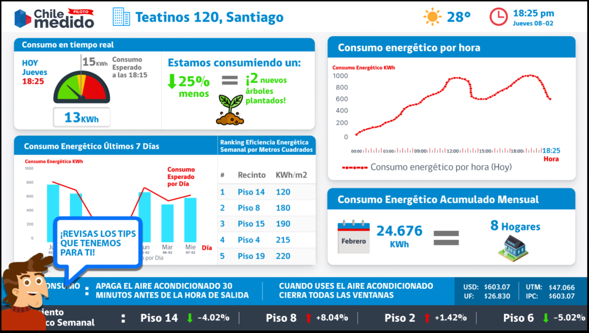 Chile PILOTO
medido
Teatinos 120, Santiago
28°
18:25 pm
Jueves 08-02
Consumo en tiempo real
HOY
Jueves
18:25
15KWh
Consumo
Esperado
a las 18:15
13KWh
Estamos consumiendo un:
25%
menos
=
¡2 nuevos
árboles
plantados!
Consumo energético por hora
Consumo Energético KWh
1000
800
600
400
200
0
18:25
Hora
Consumo energético por hora (Hoy)
Consumo Energético Últimos 7 Días
Consumo Energético KWh
1000
800
600
400
200
Consumo
Esperado
por Día
Mar
Mie
Día
por Día
Ranking Eficiencia Energética
Semanal por Metros Cuadrados
# Recinto KWh/m2
1 Piso 14 120
2 Piso 8 180
3 Piso 15 190
4 Piso 4 215
5 Piso 19 220
Consumo Energético Acumulado Mensual
Febrero
24.676
KWh
=
8 Hogares
¡REVISAS LOS TIPS
QUE TENEMOS
PARA TI!
ONSUMO :
APAGA EL AIRE ACONDICIONADO 30
MINUTOS ANTES DE LA HORA DE SALIDA
CUANDO USES EL AIRE ACONDICIONADO
CIERRA TODAS LAS VENTANAS
USD: $603.07
UF: $26.830
UTM: $47.066
IPC: $603.07
iento
ico Semanal :
Piso 14 -4.02%
Piso 8 +8.04%
Piso 2 +1.42%
Piso 6 -5.02%